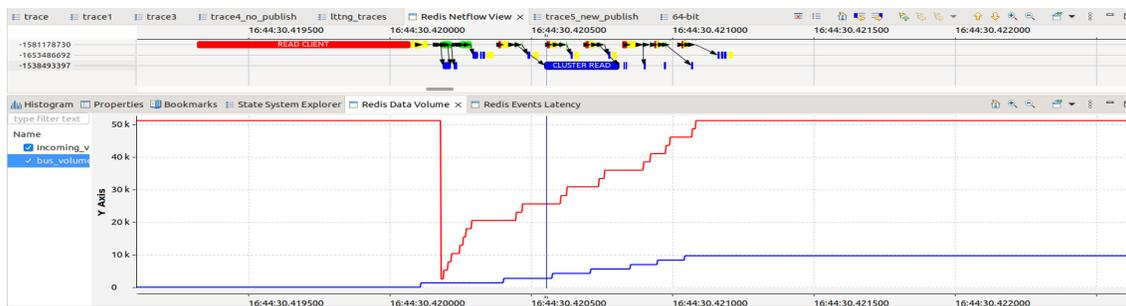 trace trace1 trace3 trace4_no_publish lttng_traces Redis Netflow View trace5_new_publish 64-bit
16:44:30.419500 16:44:30.420000 16:44:30.420500 16:44:30.421000 16:44:30.421500 16:44:30.422000
-1581178730 READ CLIENT
-1653486692
-1538493397 CLUSTER READ
Histogram Properties Bookmarks State System Explorer Redis Data Volume Redis Events Latency
type filter text
Name
Incoming_v
bus_volume
Y Axis
50 k
40 k
30 k
20 k
10 k
0
16:44:30.419500 16:44:30.420000 16:44:30.420500 16:44:30.421000 16:44:30.421500 16:44:30.422000